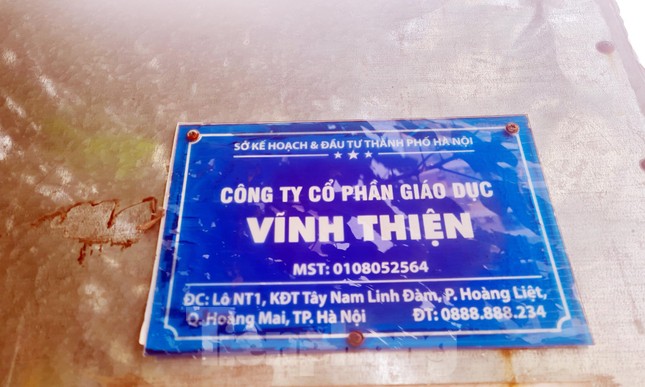 SỞ KẾ HOẠCH & ĐẦU TƯ THÀNH PHỐ HÀ NỘI
CÔNG TY CỔ PHẦN GIÁO DỤC
VĨNH THIỆN
MST: 0108052564
ĐC: Lô NT1, KĐT Tây Nam Linh Đàm, P. Hoàng Liệt,
Q. Hoàng Mai, TP. Hà Nội ĐT: 0888.888.234
TienPhong